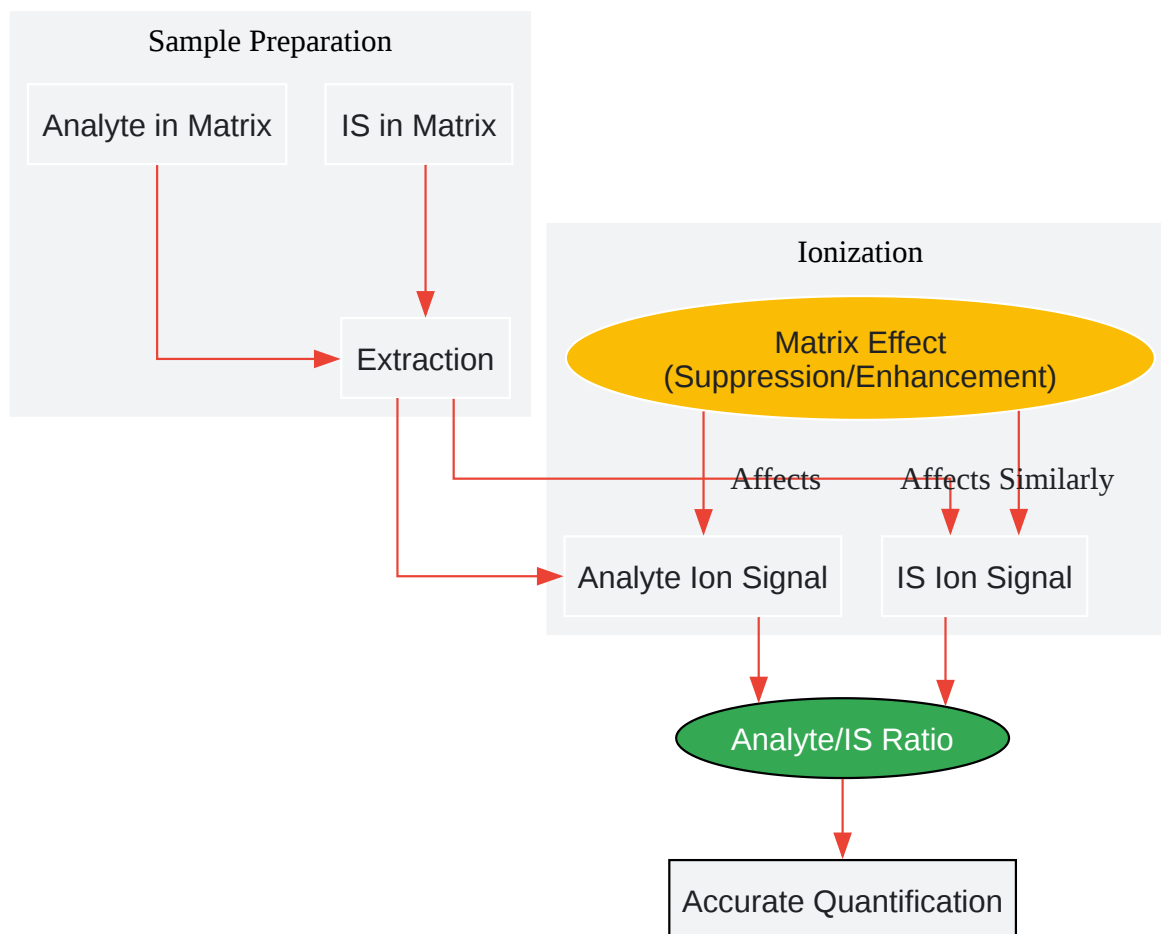 Sample Preparation
Analyte in Matrix
IS in Matrix
Extraction
Ionization
Matrix Effect
(Suppression/Enhancement)
Affects
Affects Similarly
Analyte Ion Signal
IS Ion Signal
Analyte/IS Ratio
Accurate Quantification